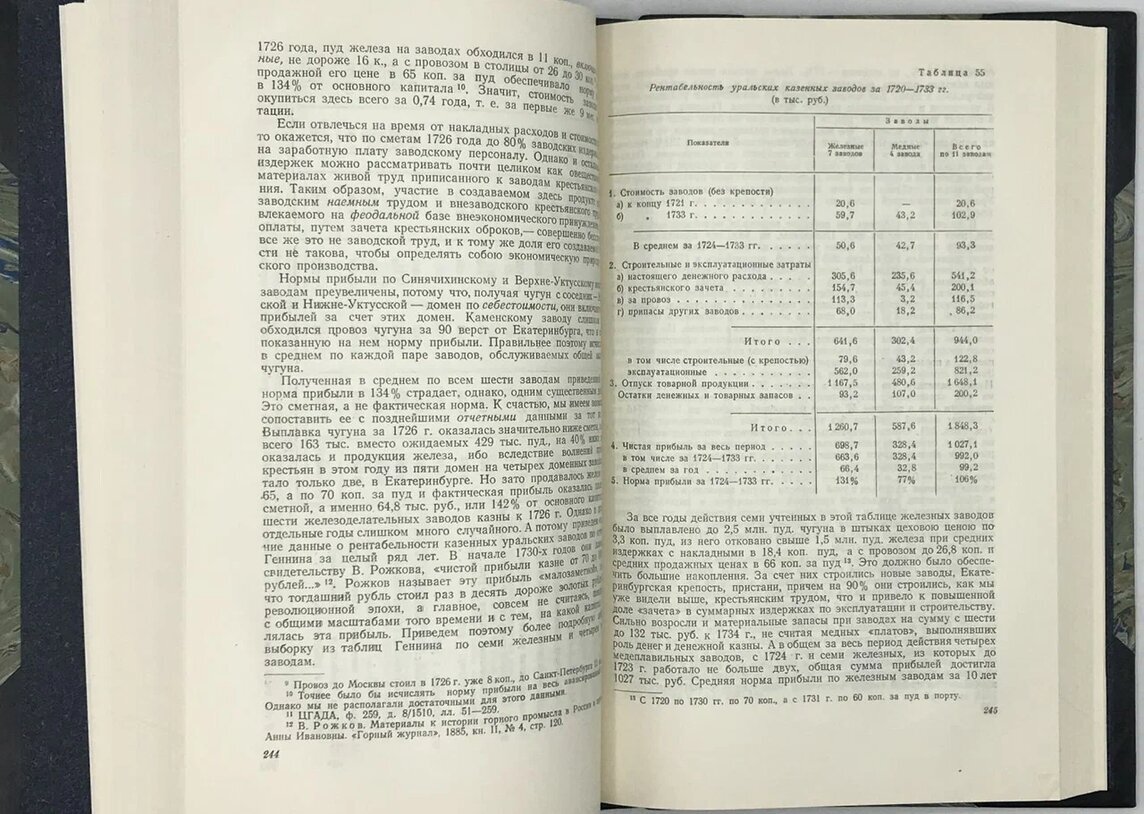 1726 года, пуд железа на заводах обходился в 11 коп.,
ные, не дороже 16 к., а с провозом в столицы от 26 до 30
продажной его цене в 65 коп. за пуд обеспечивало норму
в 134% от основного капитала ¹⁰. Значит, стоимость
окупиться здесь всего за 0,74 года, т. е. за первые же 9
тации.
Если отвлечься на время от накладных расходов и
то окажется, что по сметам 1726 года до 80% заводских
на заработную плату заводскому персоналу. Однако и
издержек можно рассматривать почти целиком как
материалах живой труд приписанного к заводам
ния. Таким образом, участие в создаваемом здесь
заводским наемным трудом и внезаводского крестьянского
влекаемого на феодальной базе внеэкономического
оплаты, путем зачета крестьянских оброков,— совершенно
все же это не заводской труд, и к тому же доля его
сти не такова, чтобы определять собою экономическую
ского производства.
Нормы прибыли по Синячихинскому и Верхне-Уктусскому
заводам преувеличены, потому что, получая чугун с соседних
ской и Нижне-Уктусской — домен по себестоимости, они
прибылей за счет этих домен. Каменскому заводу
обходился провоз чугуна за 90 верст от Екатеринбурга, что
показанную на нем норму прибыли. Правильнее поэтому
в среднем по каждой паре заводов, обслуживаемых общей
чугуна.
Полученная в среднем по всем шести заводам
норма прибыли в 134% страдает, однако, одним существенным
Это сметная, а не фактическая норма. К счастью, мы имеем
сопоставить ее с позднейшими отчетными данными за тот
Выплавка чугуна за 1726 г. оказалась значительно ниже
всего 163 тыс. вместо ожидаемых 429 тыс. пуд., на 40%
оказалась и продукция железа, ибо вследствие волнений
крестьян в этом году из пяти домен на четырех доменных
тало только две, в Екатеринбурге. Но зато продавалось
65, а по 70 коп. за пуд и фактическая прибыль оказалась
сметной, а именно 64,8 тыс. руб., или 142% от основного
шести железоделательных заводов казны к 1726 г. Однако
отдельные годы слишком много случайного. А потому
ние данные о рентабельности казенных уральских заводов по
Геннина за целый ряд лет. В начале 1730-х годов они
свидетельству В. Рожкова, «чистой прибыли казне от 70 до
рублей...» ¹². Рожков называет эту прибыль
что тогдашний рубль стоил раз в десять дороже золотых
революционной эпохи, а главное, совсем не считаясь,
с общими масштабами того времени и с тем, на какой
лялась эта прибыль. Приведем поэтому более подробную
выборку из таблиц Геннина по семи железным и четырем
заводам.
⁹ Провоз до Москвы стоил в 1726 г. уже 8 коп., до Санкт-Петербурга
¹⁰ Точнее было бы исчислять норму прибыли на весь авансированный
Однако мы не располагали достаточными для этого данными.
¹¹ ЦГАДА, ф. 259, д. 8/1510, лл. 51—259.
¹² В. Рожков. Материалы к истории горного промысла в России в
Анны Ивановны. «Горный журнал», 1885, кн. II, № 4, стр. 120.
244
Таблица 55
Рентабельность уральских казенных заводов за 1720—1733 гг.
(в тыс. руб.)
Показатели
Заводы
Железные 7 заводов
Медные 4 завода
Всего по 11 заводам
1. Стоимость заводов (без крепости)
а) к концу 1721 г. 20,6 — 20,6
б) „ 1733 г. 59,7 43,2 102,9
В среднем за 1724—1733 гг. 50,6 42,7 93,3
2. Строительные и эксплуатационные затраты
а) настоящего денежного расхода 305,6 235,6 541,2
б) крестьянского зачета 154,7 45,4 200,1
в) за провоз 113,3 3,2 116,5
г) припасы других заводов 68,0 18,2 86,2
Итого 641,6 302,4 944,0
в том числе строительные (с крепостью) 79,6 43,2 122,8
эксплуатационные 562,0 259,2 821,2
3. Отпуск товарной продукции 1 167,5 480,6 1 648,1
Остатки денежных и товарных запасов 93,2 107,0 200,2
Итого 1 260,7 587,6 1 848,3
4. Чистая прибыль за весь период 698,7 328,4 1 027,1
в том числе за 1724—1733 гг. 663,6 328,4 992,0
в среднем за год 66,4 32,8 99,2
5. Норма прибыли за 1724—1733 гг. 131% 77% 106%
За все годы действия семи учтенных в этой таблице железных заводов
было выплавлено до 2,5 млн. пуд. чугуна в штыках цеховою ценою по
3,3 коп. пуд, из него отковано свыше 1,5 млн. пуд. железа при средних
издержках с накладными в 18,4 коп. пуд, а с провозом до 26,8 коп. и
средних продажных ценах в 66 коп. за пуд ¹³. Это должно было обеспе-
чить большие накопления. За счет них строились новые заводы, Екате-
ринбургская крепость, пристани, причем на 90% они строились, как мы
уже видели выше, крестьянским трудом, что и привело к повышенной
доле «зачета» в суммарных издержках по эксплуатации и строительству.
Сильно возросли и материальные запасы при заводах на сумму с шести
до 132 тыс. руб. к 1734 г., не считая медных «платов», выполнявших
роль денег и денежной казны. А в общем за весь период действия четырех
медеплавильных заводов, с 1724 г. и семи железных, из которых до
1723 г. работало не больше двух, общая сумма прибылей достигла
1027 тыс. руб. Средняя норма прибыли по железным заводам за 10 лет
¹³ С 1720 по 1730 гг. по 70 коп., а с 1731 г. по 60 коп. за пуд в порту.
245